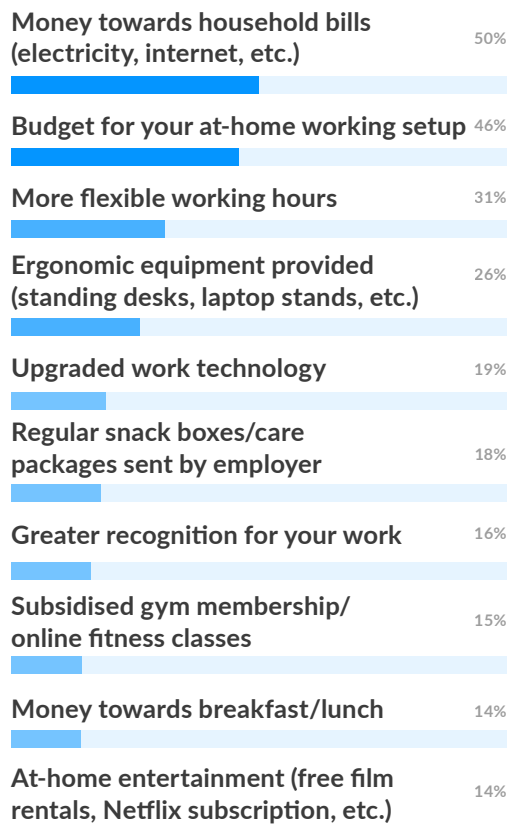 Money towards household bills
(electricity, internet, etc.)
50%
Budget for your at-home working setup 46%
More flexible working hours 31%
Ergonomic equipment provided
(standing desks, laptop stands, etc.)
26%
Upgraded work technology 19%
Regular snack boxes/care
packages sent by employer
18%
Greater recognition for your work 16%
Subsidised gym membership/
online fitness classes
15%
Money towards breakfast/lunch 14%
At-home entertainment (free film
rentals, Netflix subscription, etc.)
14%